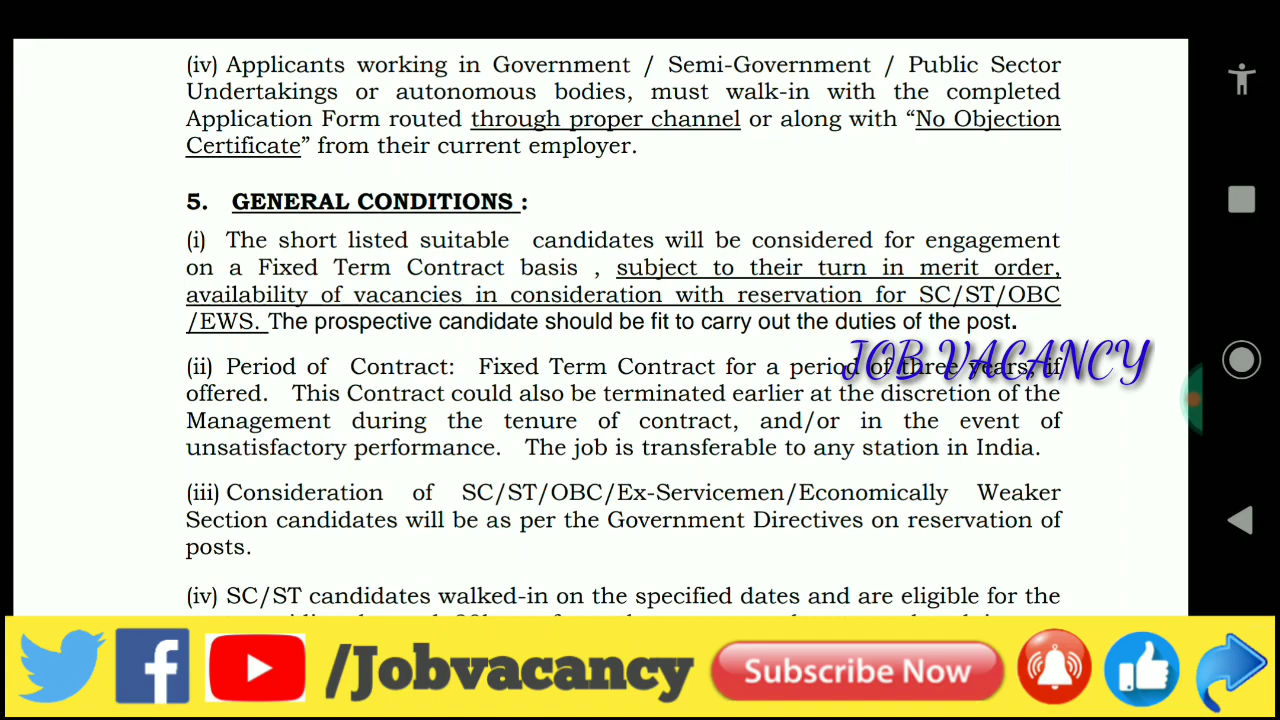 (iv) Applicants working in Government / Semi-Government / Public Sector
Undertakings or autonomous bodies, must walk-in with the completed
Application Form routed through proper channel or along with “No Objection
Certificate” from their current employer.
5. GENERAL CONDITIONS :
(i) The short listed suitable candidates will be considered for engagement
on a Fixed Term Contract basis , subject to their turn in merit order,
availability of vacancies in consideration with reservation for SC/ST/OBC
/EWS. The prospective candidate should be fit to carry out the duties of the post.
JOB VACANCY
(ii) Period of Contract: Fixed Term Contract for a period of three years, if
offered. This Contract could also be terminated earlier at the discretion of the
Management during the tenure of contract, and/or in the event of
unsatisfactory performance. The job is transferable to any station in India.
(iii) Consideration of SC/ST/OBC/Ex-Servicemen/Economically Weaker
Section candidates will be as per the Government Directives on reservation of
posts.
(iv) SC/ST candidates walked-in on the specified dates and are eligible for the
/Jobvacancy
Subscribe Now